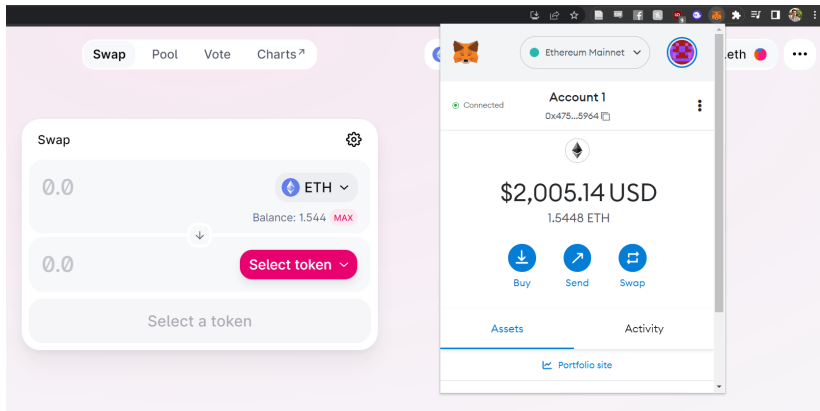 Swap Pool Vote Charts↗
.eth
Swap
0.0
ETH
Balance: 1.544 MAX
0.0
Select token
Select a token
Ethereum Mainnet
Connected
Account 1
0x475...5964
$2,005.14 USD
1.5448 ETH
Buy Send Swap
Assets Activity
Portfolio site